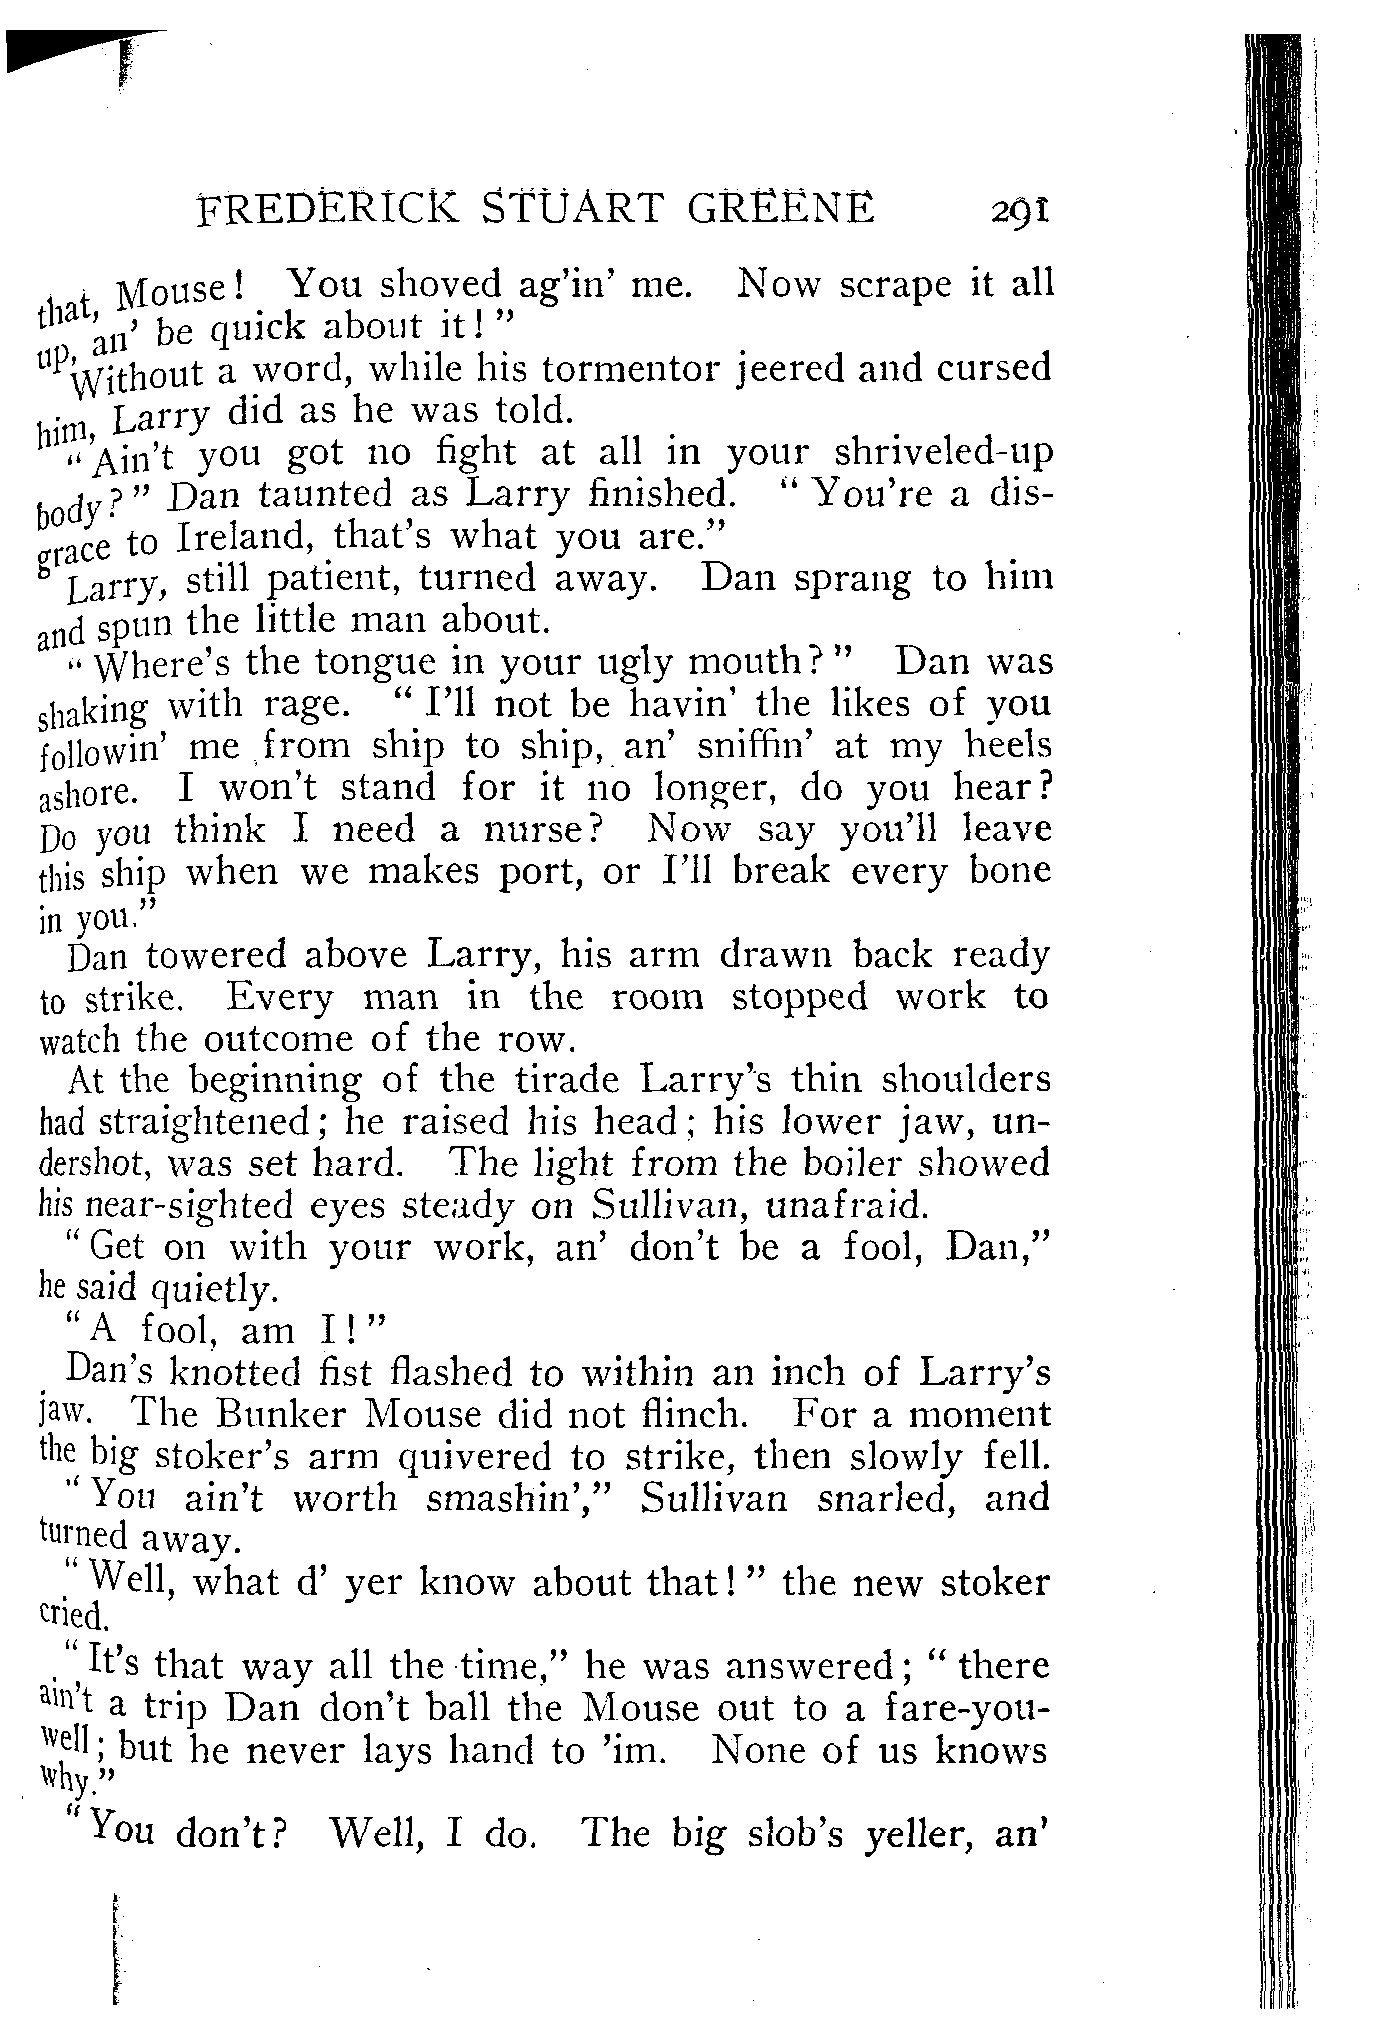 FREDERICK STUART GREENE 291
that, Mouse! You shoved ag'in' me. Now scrape it all
up, an' be quick about it!"
Without a word, while his tormentor jeered and cursed
him, Larry did as he was told.
"Ain't you got no fight at all in your shriveled-up
body?" Dan taunted as Larry finished. "You're a dis-
grace to Ireland, that's what you are."
Larry, still patient, turned away. Dan sprang to him
and spun the little man about.
"Where's the tongue in your ugly mouth?" Dan was
shaking with rage. "I'll not be havin' the likes of you
followin' me from ship to ship, an' sniffin' at my heels
ashore. I won't stand for it no longer, do you hear?
Do you think I need a nurse? Now say you'll leave
this ship when we makes port, or I'll break every bone
in you."
Dan towered above Larry, his arm drawn back ready
to strike. Every man in the room stopped work to
watch the outcome of the row.
At the beginning of the tirade Larry's thin shoulders
had straightened; he raised his head; his lower jaw, un-
dershot, was set hard. The light from the boiler showed
his near-sighted eyes steady on Sullivan, unafraid.
"Get on with your work, an' don't be a fool, Dan,"
he said quietly.
"A fool, am I!"
Dan's knotted fist flashed to within an inch of Larry's
jaw. The Bunker Mouse did not flinch. For a moment
the big stoker's arm quivered to strike, then slowly fell.
"You ain't worth smashin'," Sullivan snarled, and
turned away.
"Well, what d' yer know about that!" the new stoker
cried.
"It's that way all the time," he was answered; "there
ain't a trip Dan don't ball the Mouse out to a fare-you-
well; but he never lays hand to 'im. None of us knows
why."
"You don't? Well, I do. The big slob's yeller, an'